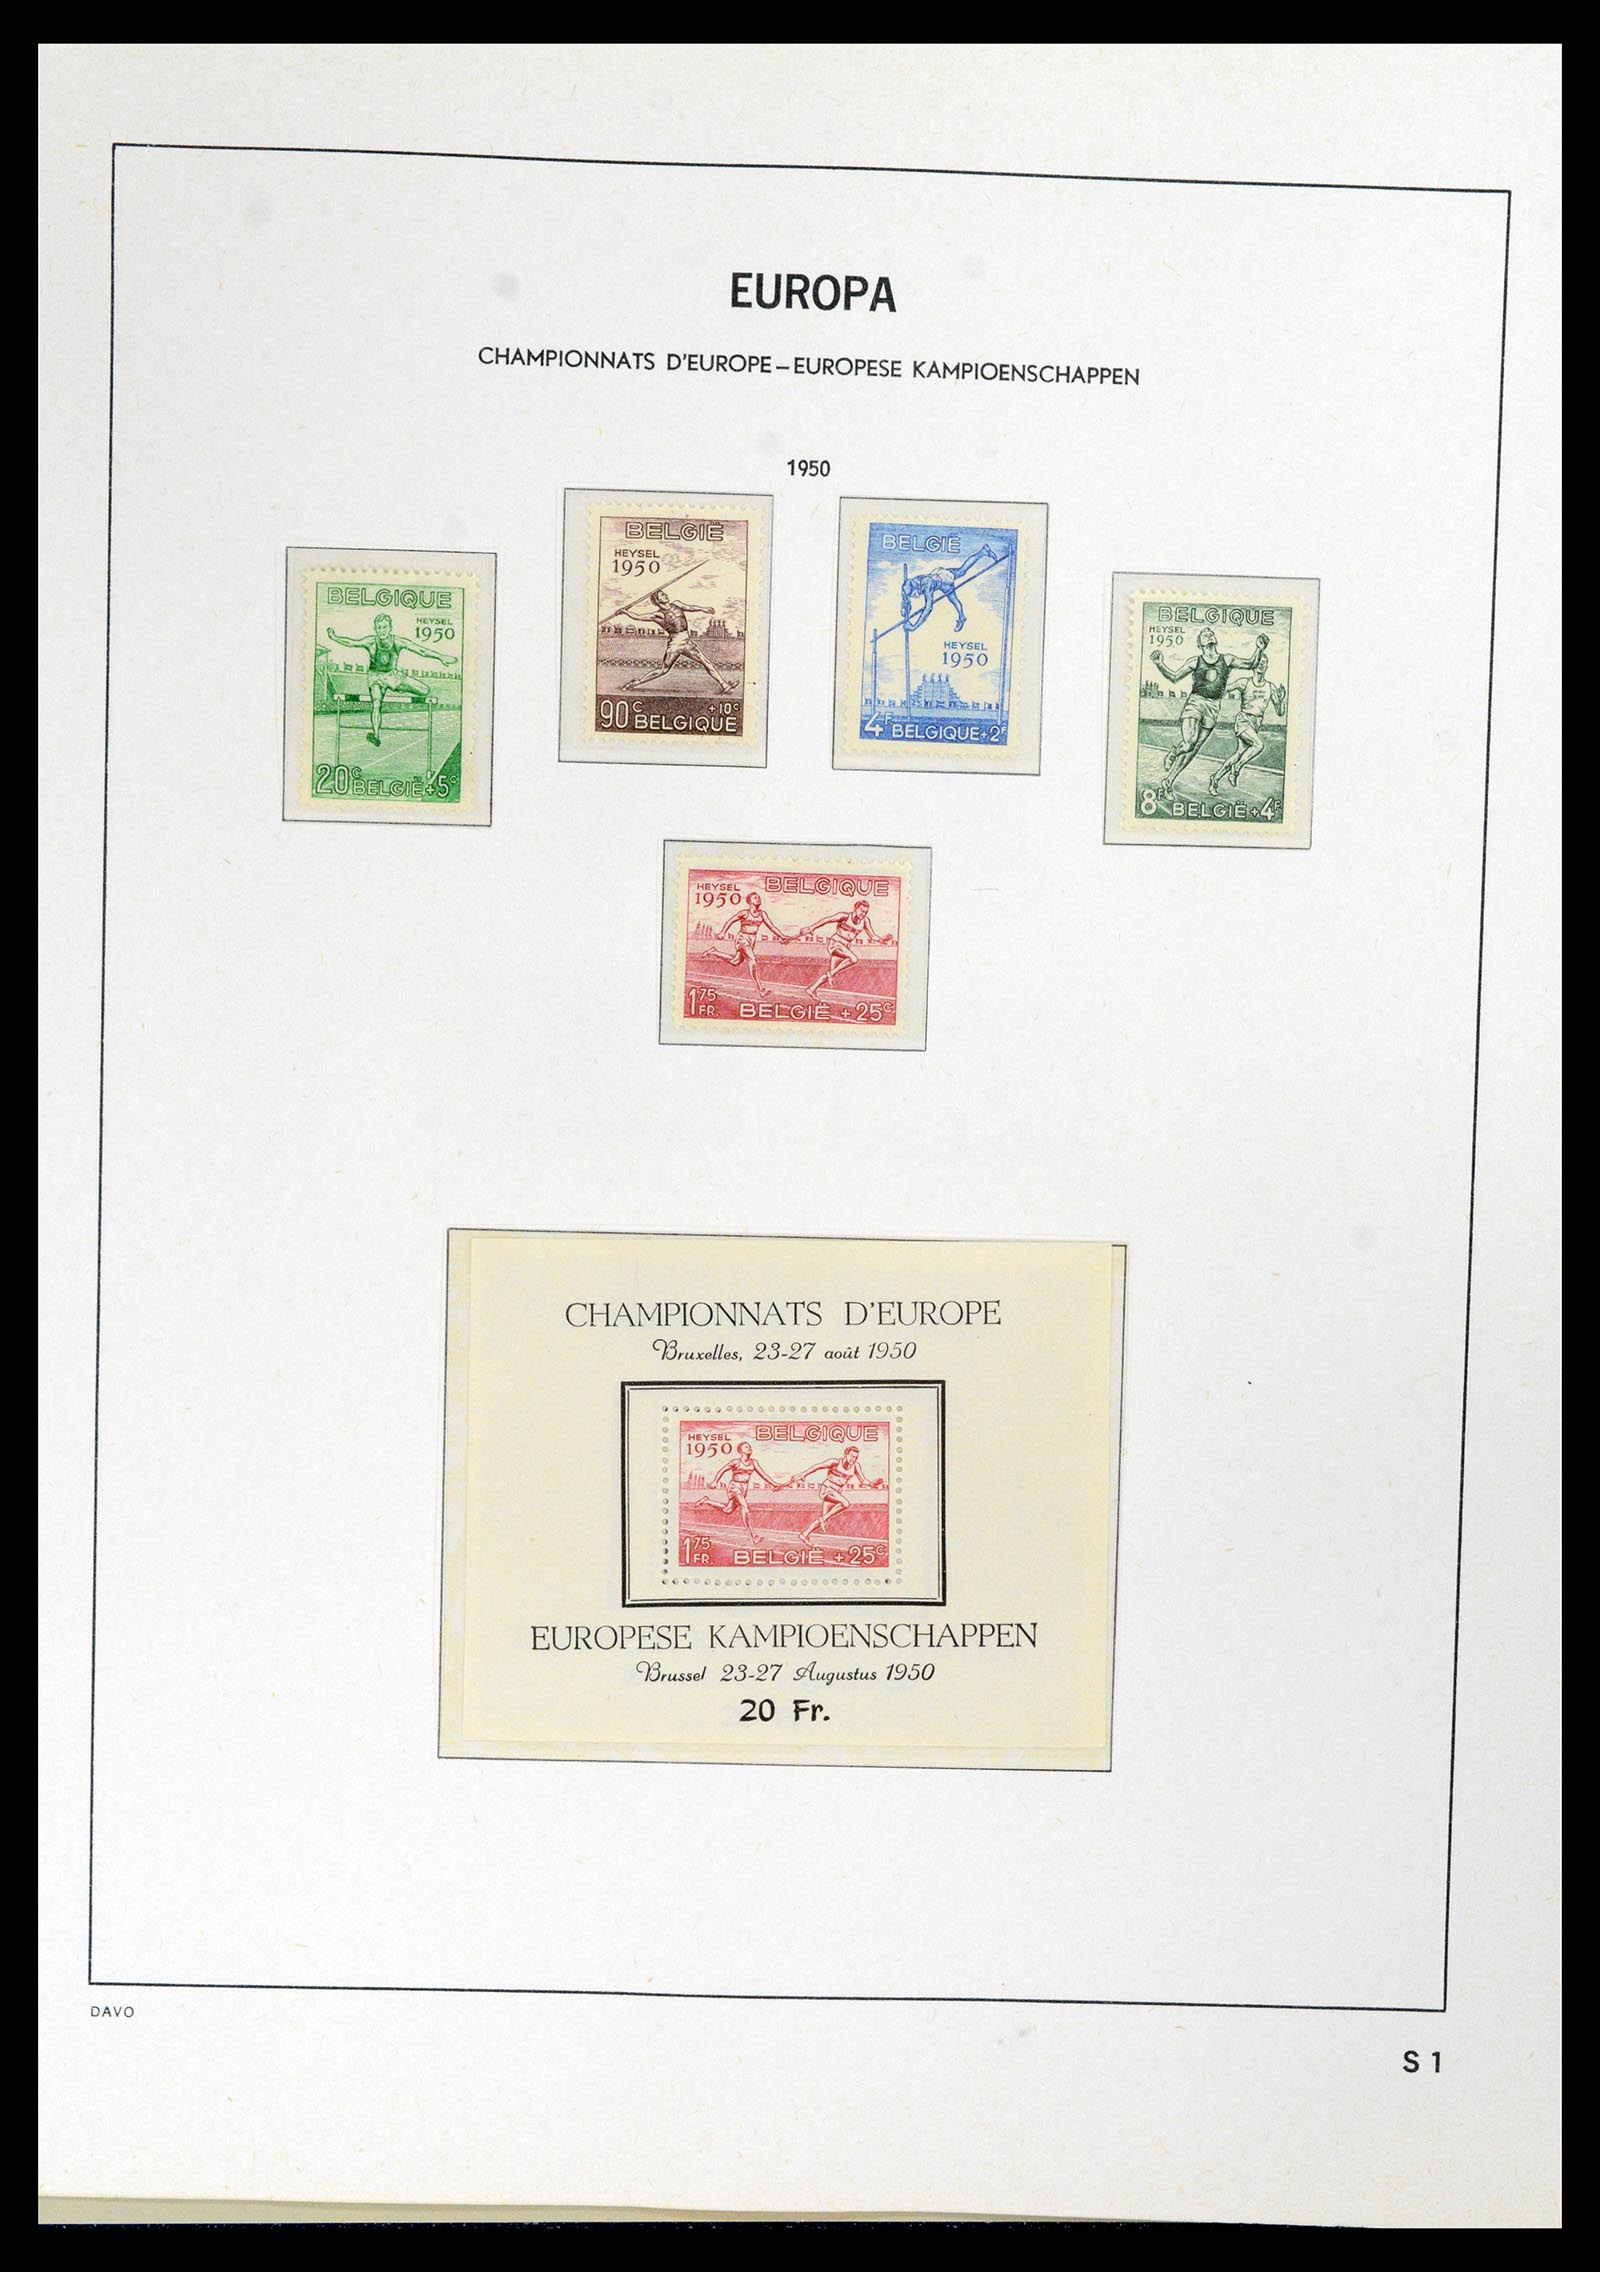 EUROPA
CHAMPIONNATS D'EUROPE – EUROPESE KAMPIOENSCHAPPEN
1950
BELGIQUE
HEYSEL
1950
20C BELGIË +5C
BELGIË
HEYSEL
1950
90C +10C
BELGIQUE
BELGIË
HEYSEL
1950
4F BELGIQUE +2F
BELGIQUE
HEYSEL
1950
8F BELGIË +4F
HEYSEL BELGIQUE
1950
1.75 FR. BELGIË + 25C
CHAMPIONNATS D'EUROPE
Bruxelles, 23-27 août 1950
HEYSEL BELGIQUE
1950
1.75 FR. BELGIË + 25C
EUROPESE KAMPIOENSCHAPPEN
Brussel 23-27 Augustus 1950
20 Fr.
DAVO
S 1